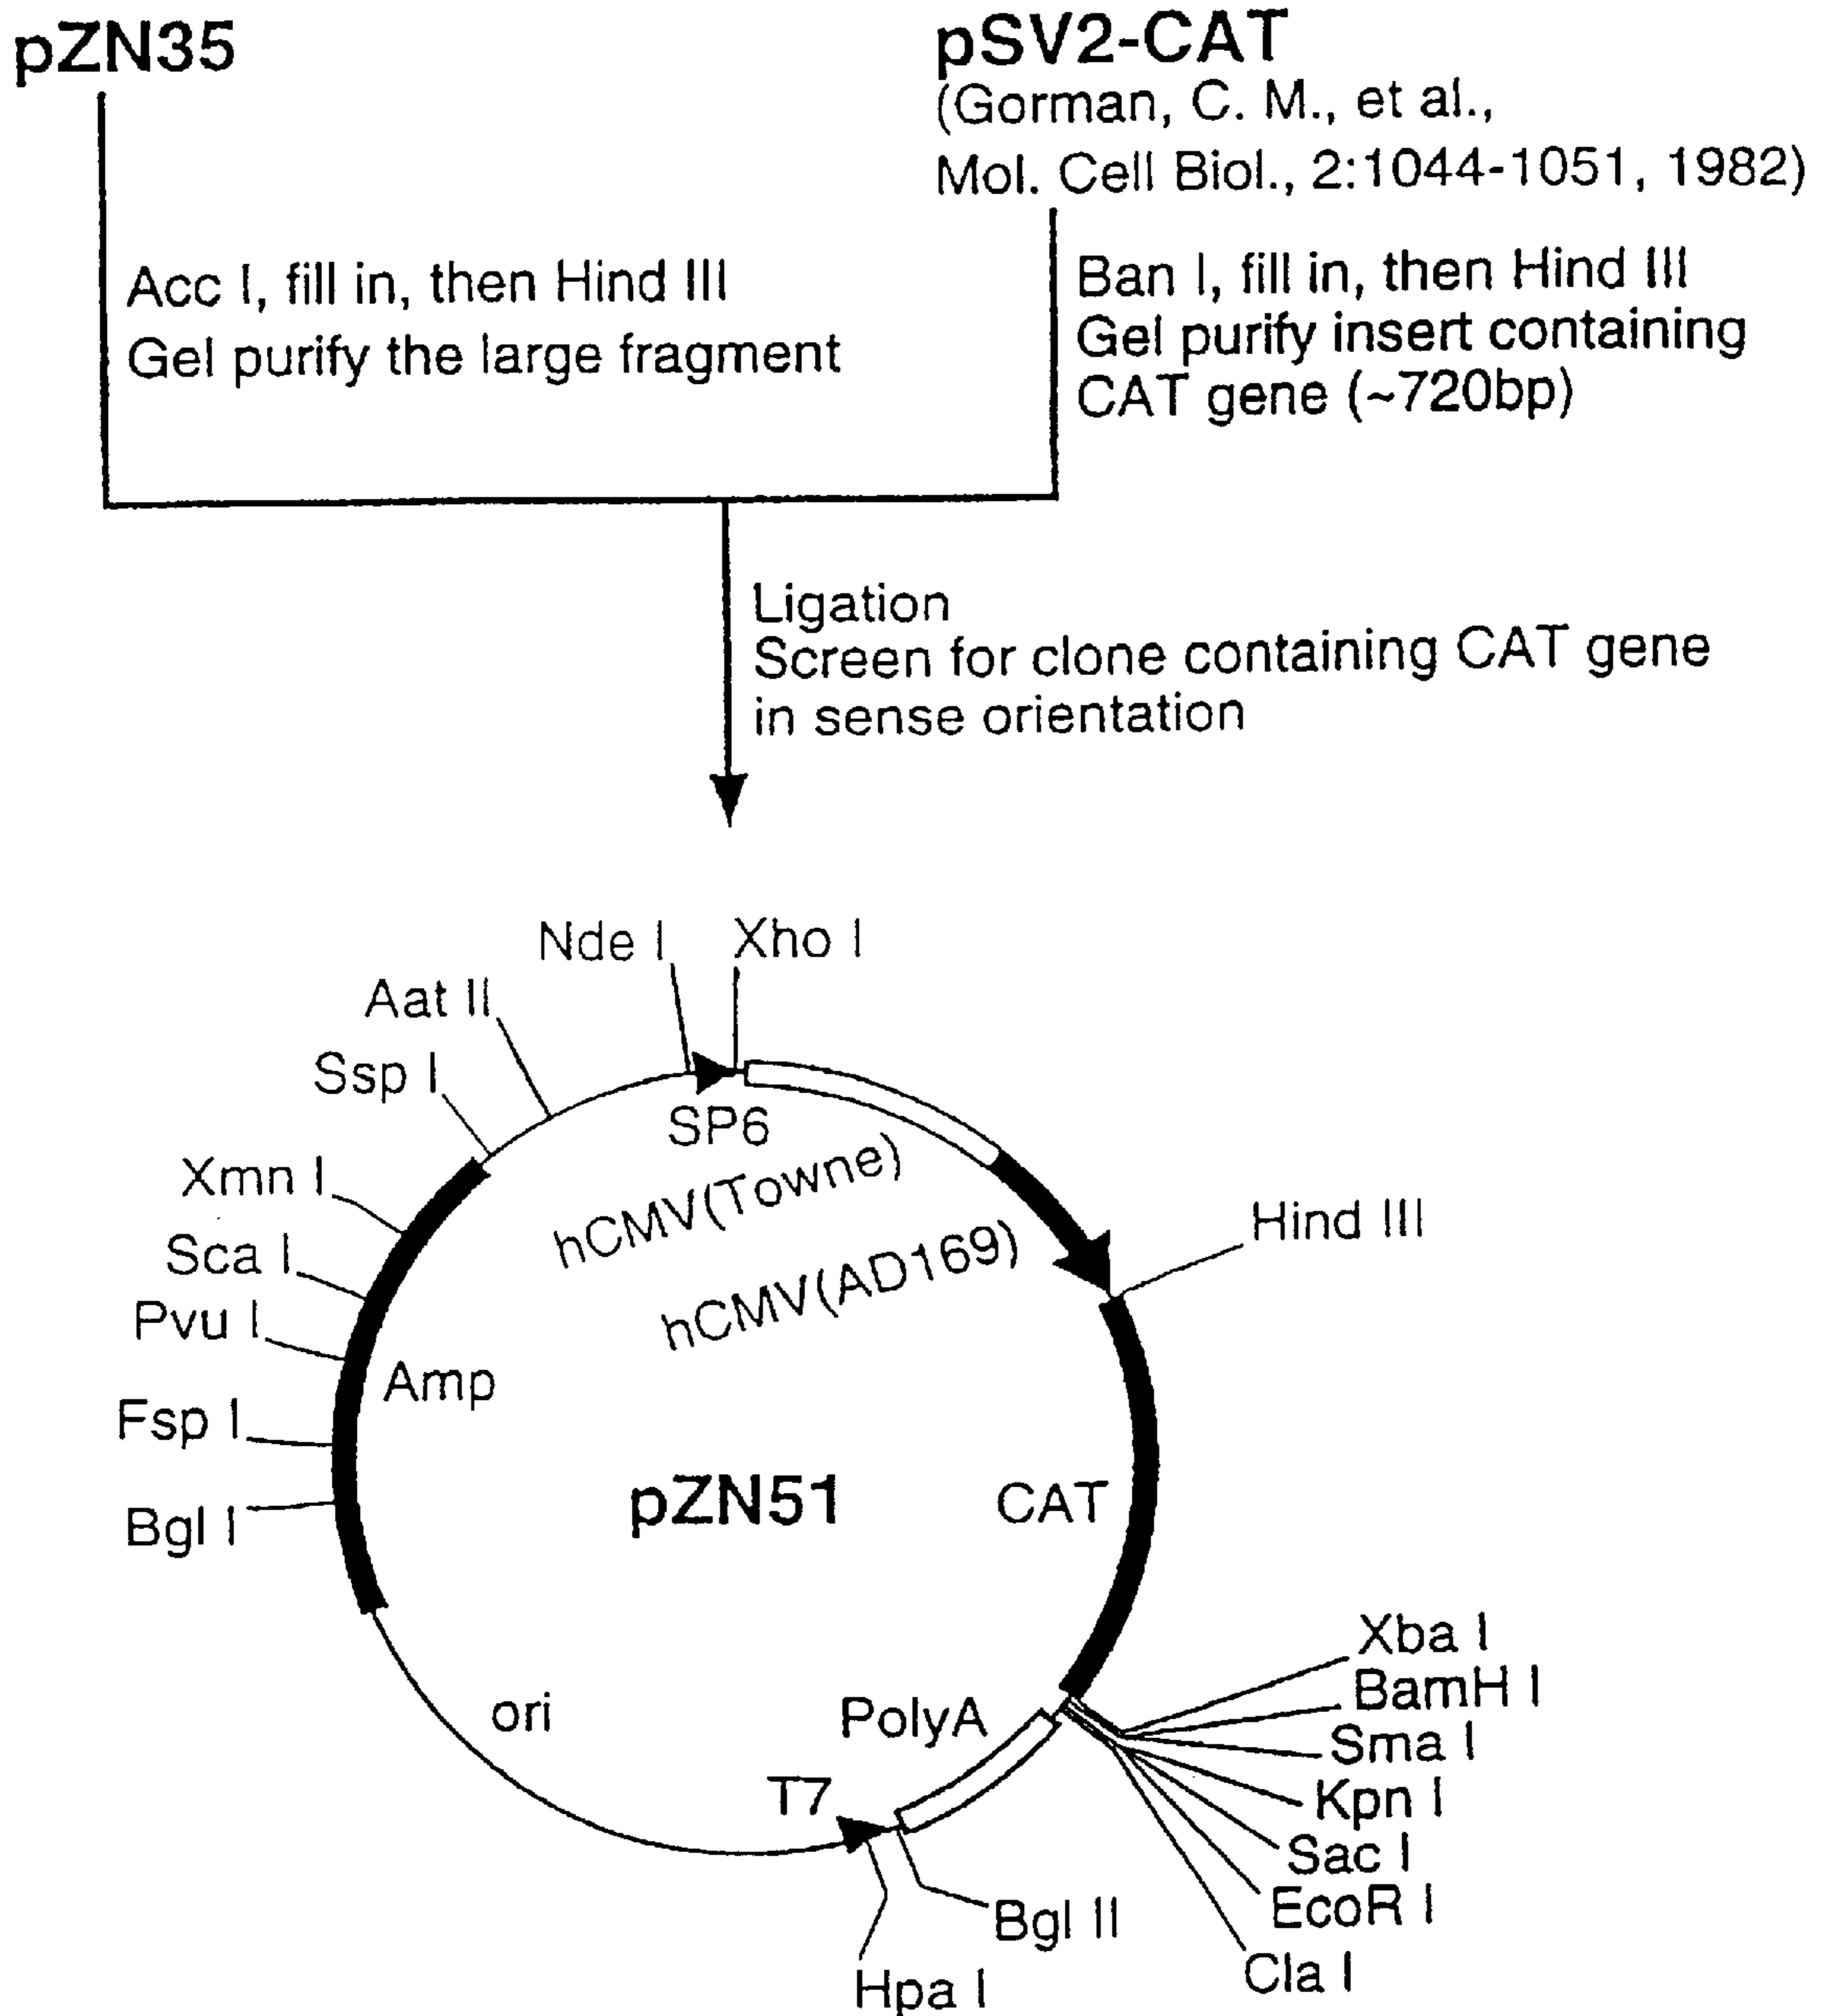 pZN35
pSV2-CAT
(Gorman, C. M., et al.,
Mol. Cell Biol., 2:1044-1051, 1982)
Acc I, fill in, then Hind III
Gel purify the large fragment
Ban I, fill in, then Hind III
Gel purify insert containing
CAT gene (~720bp)
Ligation
Screen for clone containing CAT gene
in sense orientation
Nde I
Xho I
Aat II
Ssp I
SP6
hCMV(Towne)
Xmn I
Hind III
Sca I
hCMV(AD169)
Pvu I
Amp
Fsp I
pZN51
CAT
Bgl I
Xba I
BamH I
ori
PolyA
Sma I
T7
Kpn I
Sac I
EcoR I
Bgl II
Cla I
Hpa I